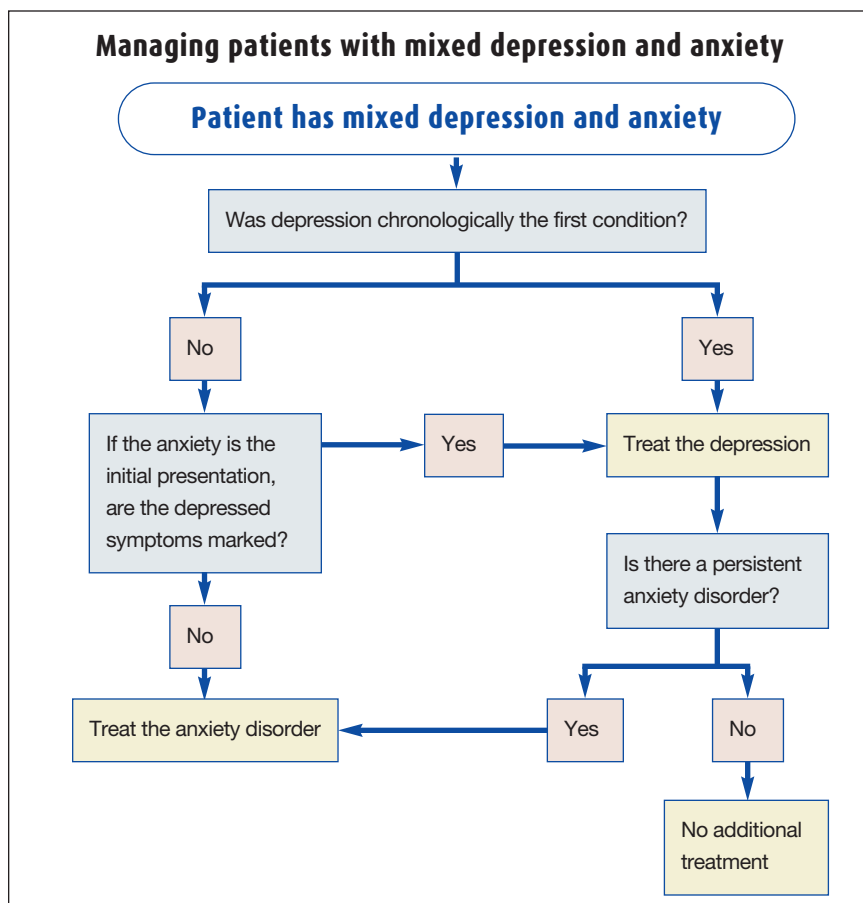 Managing patients with mixed depression and anxiety
Patient has mixed depression and anxiety
Was depression chronologically the first condition?
No
Yes
If the anxiety is the
initial presentation,
are the depressed
symptoms marked?
Yes
Treat the depression
Is there a persistent
anxiety disorder?
No
Treat the anxiety disorder
Yes
No
No additional
treatment